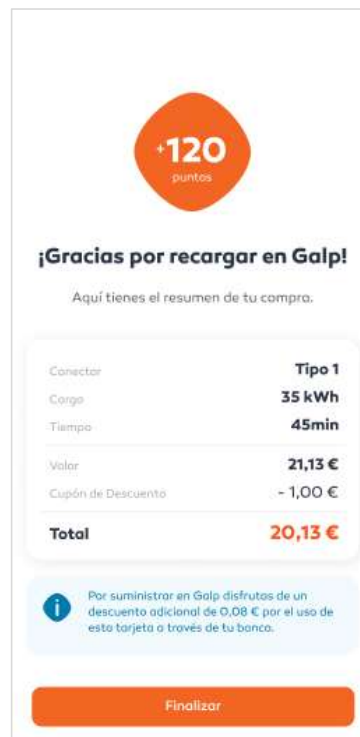 +120
puntos
¡Gracias por recargar en Galp!
Aquí tienes el resumen de tu compra.
Conector Tipo 1
Carga 35 kWh
Tiempo 45min
Valor 21,13 €
Cupón de Descuento - 1,00 €
Total 20,13 €
Por suministrar en Galp disfrutas de un
descuento adicional de 0,08 € por el uso de
esta tarjeta a través de tu banco.
Finalizar